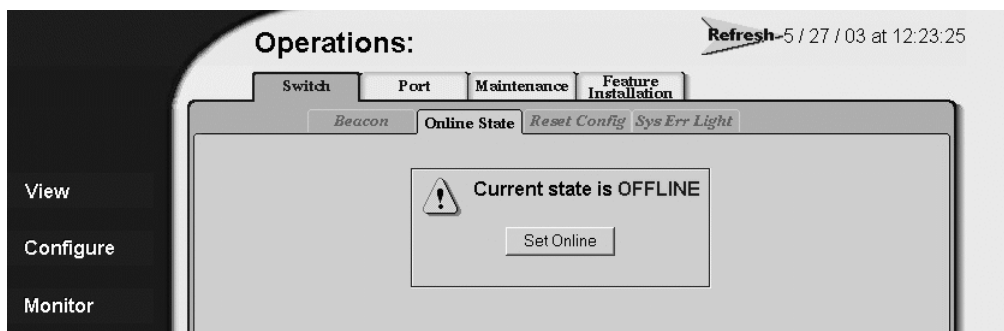 Operations:
Refresh-5 / 27 / 03 at 12:23:25
Switch Port Maintenance Feature Installation
Beacon Online State Reset Config Sys Err Light
View
Current state is OFFLINE
Configure
Set Online
Monitor